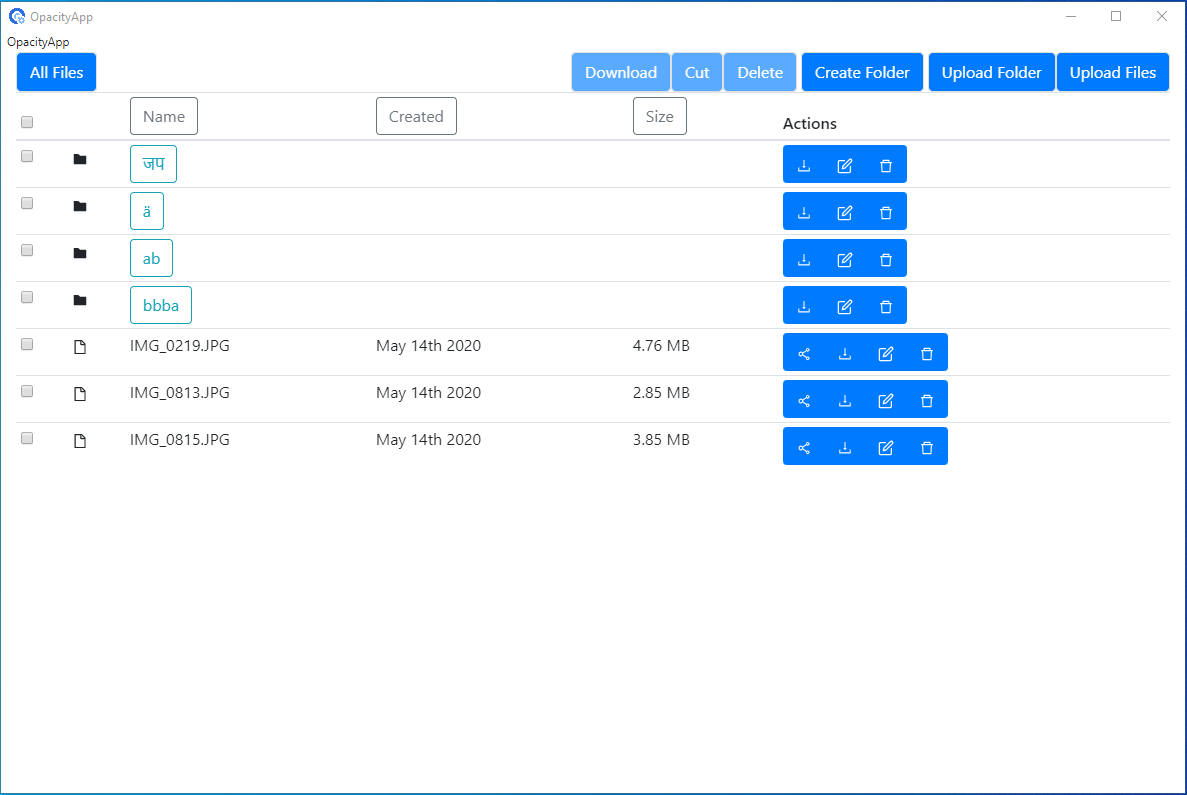 OpacityApp
OpacityApp
All Files Download Cut Delete Create Folder Upload Folder Upload Files
Name Created Size Actions
जप
ä
ab
bbba
IMG_0219.JPG May 14th 2020 4.76 MB
IMG_0813.JPG May 14th 2020 2.85 MB
IMG_0815.JPG May 14th 2020 3.85 MB